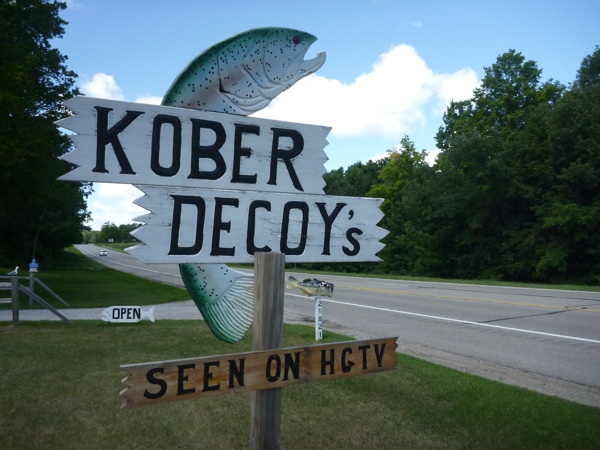 KOBER
DECOY's
OPEN
SEEN ON HGTV